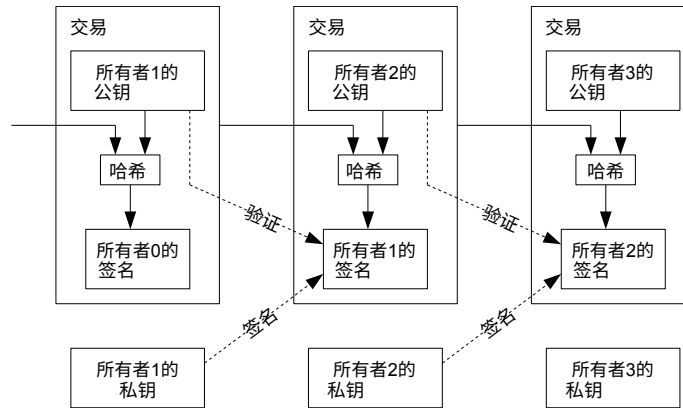 交易
所有者1的
公钥
哈希
所有者0的
签名
交易
所有者2的
公钥
哈希
验证
所有者1的
签名
交易
所有者3的
公钥
哈希
验证
所有者2的
签名
签名
签名
所有者1的
私钥
所有者2的
私钥
所有者3的
私钥